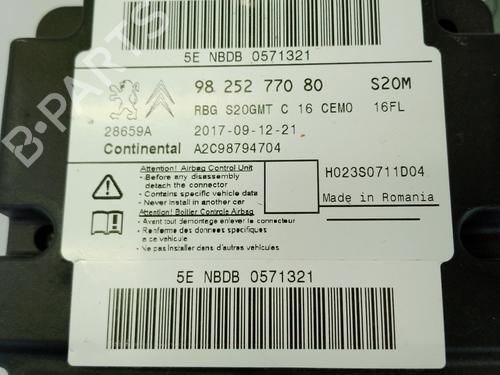 5E NBDB 0571321
98 252 770 80 S20M
RBG S20GMT C 16 CEMO 16FL
28659A 2017-09-12-21
Continental A2C98794704
Attention! Airbag Control Unit
- Before any disassembly
detach the connector
- Contains specific vehicle data
- Never install in another car
Attention! Boitier Controle Airbag
- Avant tout demontage enlever le connecteur
- Renferme des donnees specifiques
a ce vehicule
- Ne pas installer dans d'autres vehicules
H023S0711D04
Made in Romania
5E NBDB 0571321
B-PARTS